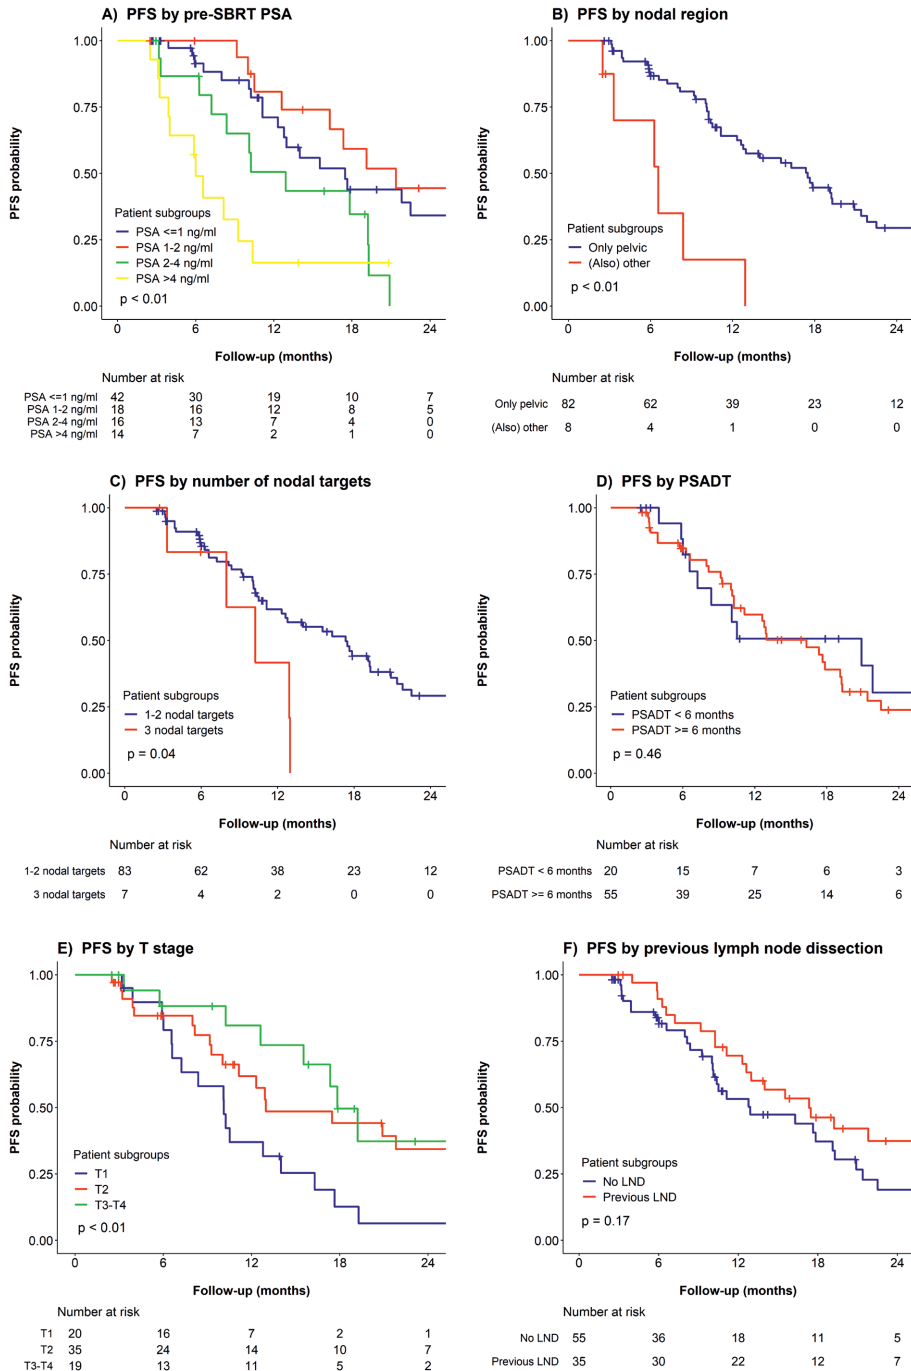 A) PFS by pre-SBRT PSA
PFS probability
1.00
0.75
0.50
0.25
0.00
Patient subgroups
PSA <=1 ng/ml
PSA 1-2 ng/ml
PSA 2-4 ng/ml
PSA >4 ng/ml
p < 0.01
0 6 12 18 24
Follow-up (months)
Number at risk
PSA <=1 ng/ml 42 30 19 10 7
PSA 1-2 ng/ml 18 16 12 8 5
PSA 2-4 ng/ml 16 13 7 4 0
PSA >4 ng/ml 14 7 2 1 0
B) PFS by nodal region
PFS probability
1.00
0.75
0.50
0.25
0.00
Patient subgroups
Only pelvic
(Also) other
p < 0.01
0 6 12 18 24
Follow-up (months)
Number at risk
Only pelvic 82 62 39 23 12
(Also) other 8 4 1 0 0
C) PFS by number of nodal targets
PFS probability
1.00
0.75
0.50
0.25
0.00
Patient subgroups
1-2 nodal targets
3 nodal targets
p = 0.04
0 6 12 18 24
Follow-up (months)
Number at risk
1-2 nodal targets 83 62 38 23 12
3 nodal targets 7 4 2 0 0
D) PFS by PSADT
PFS probability
1.00
0.75
0.50
0.25
0.00
Patient subgroups
PSADT < 6 months
PSADT >= 6 months
p = 0.46
0 6 12 18 24
Follow-up (months)
Number at risk
PSADT < 6 months 20 15 7 6 3
PSADT >= 6 months 55 39 25 14 6
E) PFS by T stage
PFS probability
1.00
0.75
0.50
0.25
0.00
Patient subgroups
T1
T2
T3-T4
p < 0.01
0 6 12 18 24
Follow-up (months)
Number at risk
T1 20 16 7 2 1
T2 35 24 14 10 7
T3-T4 19 13 11 5 2
F) PFS by previous lymph node dissection
PFS probability
1.00
0.75
0.50
0.25
0.00
Patient subgroups
No LND
Previous LND
p = 0.17
0 6 12 18 24
Follow-up (months)
Number at risk
No LND 55 36 18 11 5
Previous LND 35 30 22 12 7